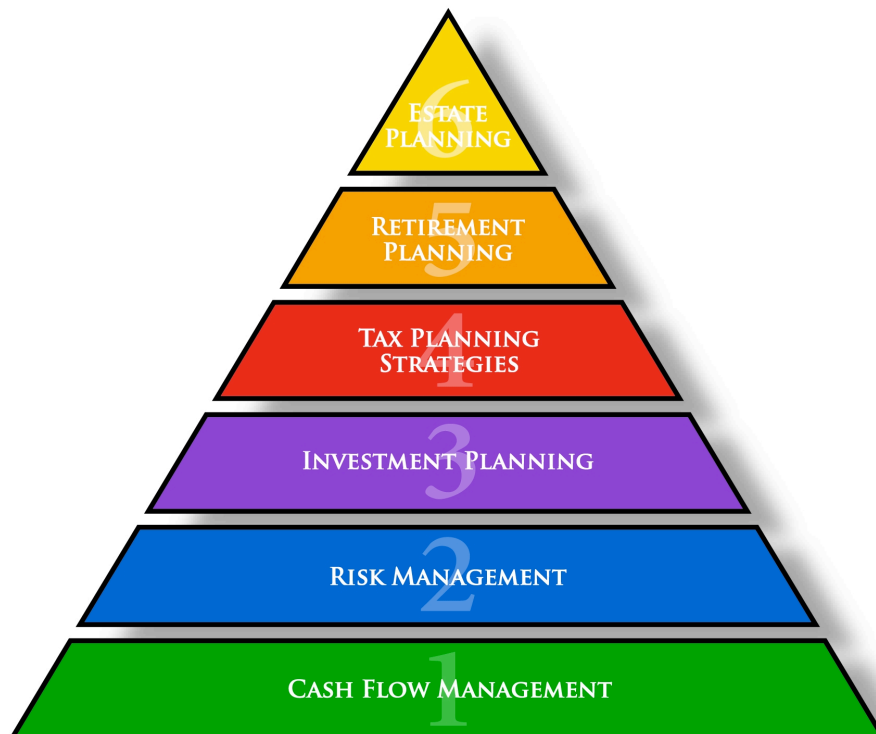 6
Estate
Planning
5
Retirement
Planning
4
Tax Planning
Strategies
3
Investment Planning
2
Risk Management
1
Cash Flow Management